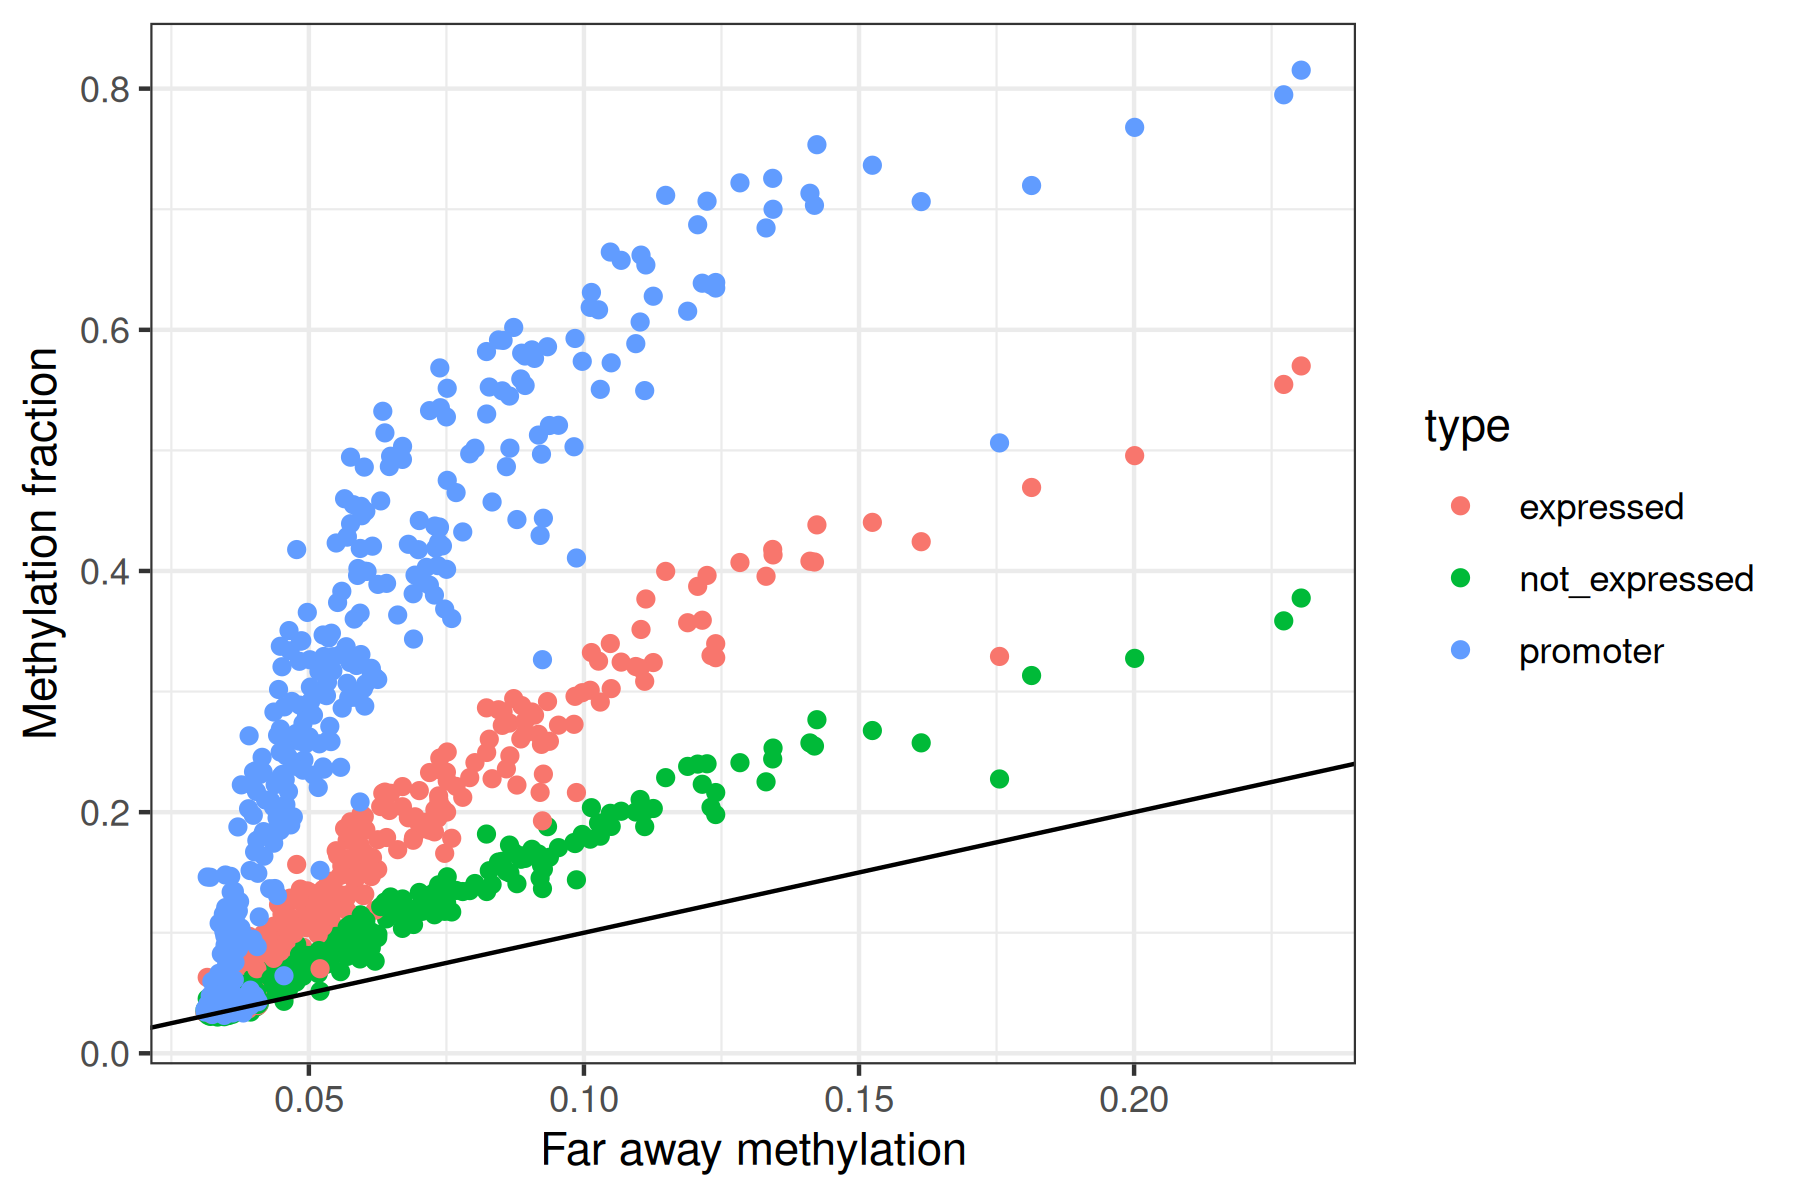 0.8
0.6
0.4
0.2
0.0
Methylation fraction
0.05 0.10 0.15 0.20
Far away methylation
type
expressed
not_expressed
promoter